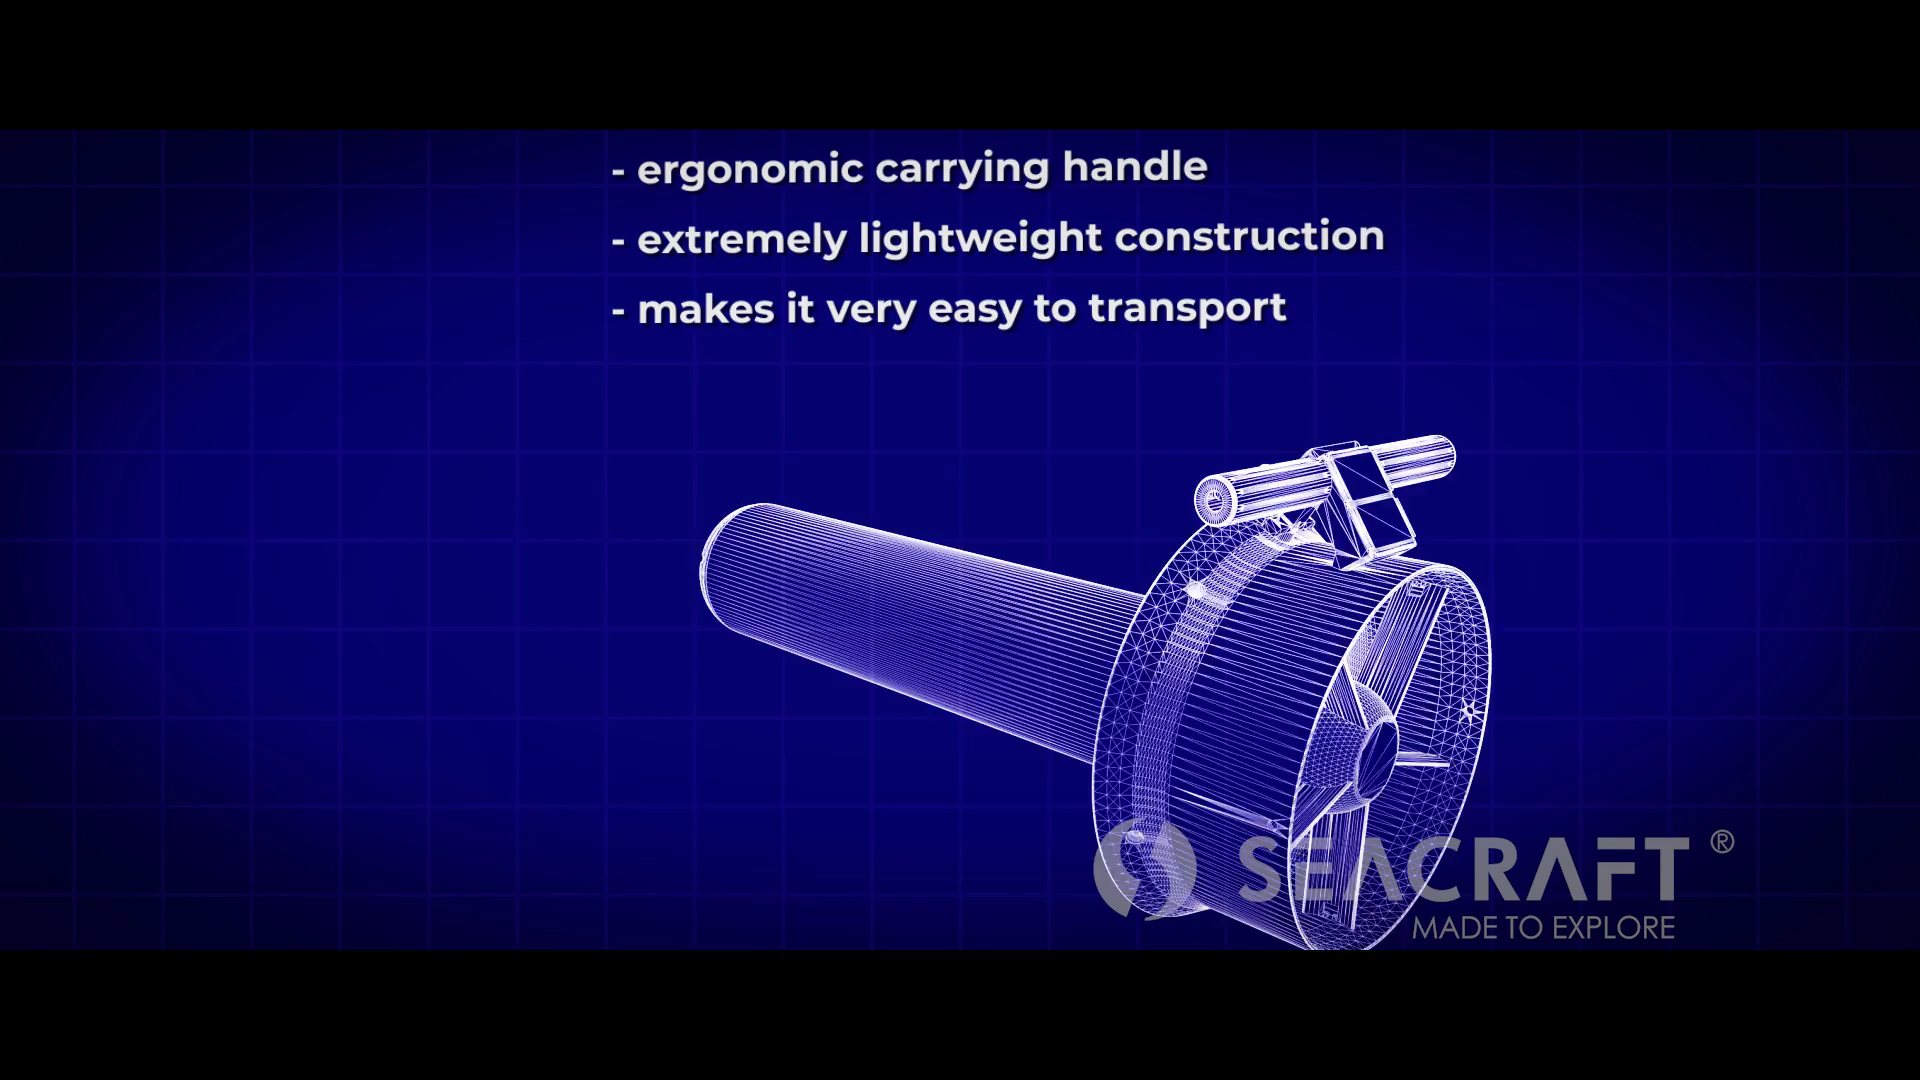 - ergonomic carrying handle
- extremely lightweight construction
- makes it very easy to transport
SEACRAFT ®
MADE TO EXPLORE